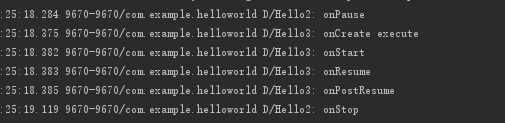 :25:18.284 9670-9670/com.example.helloworld D/Hello2: onPause
:25:18.375 9670-9670/com.example.helloworld D/Hello3: onCreate execute
:25:18.382 9670-9670/com.example.helloworld D/Hello3: onStart
:25:18.383 9670-9670/com.example.helloworld D/Hello3: onResume
:25:18.385 9670-9670/com.example.helloworld D/Hello3: onPostResume
:25:19.119 9670-9670/com.example.helloworld D/Hello2: onStop